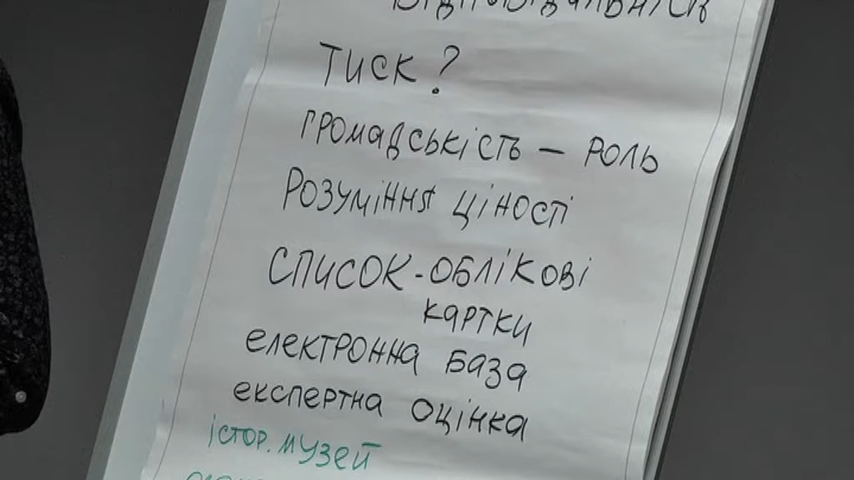 Тиск?
Громадськість – роль
Розуміння цінності
Список - облікові
картки
електронна база
експертна оцінка
істор. музей